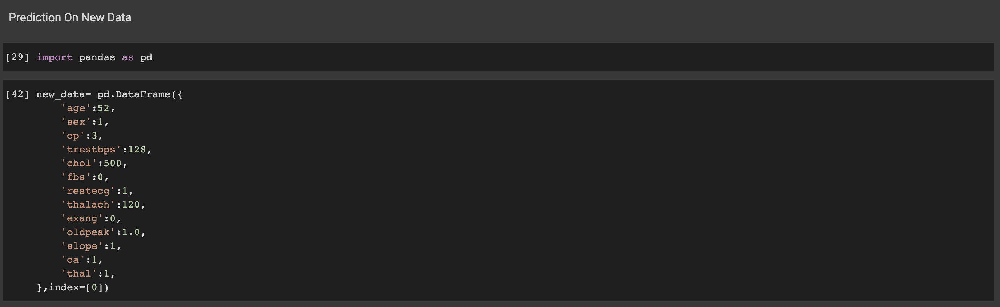 Prediction On New Data
[29] import pandas as pd
[42] new_data= pd.DataFrame({
'age':52,
'sex':1,
'cp':3,
'trestbps':128,
'chol':500,
'fbs':0,
'restecg':1,
'thalach':120,
'exang':0,
'oldpeak':1.0,
'slope':1,
'ca':1,
'thal':1,
},index=[0])